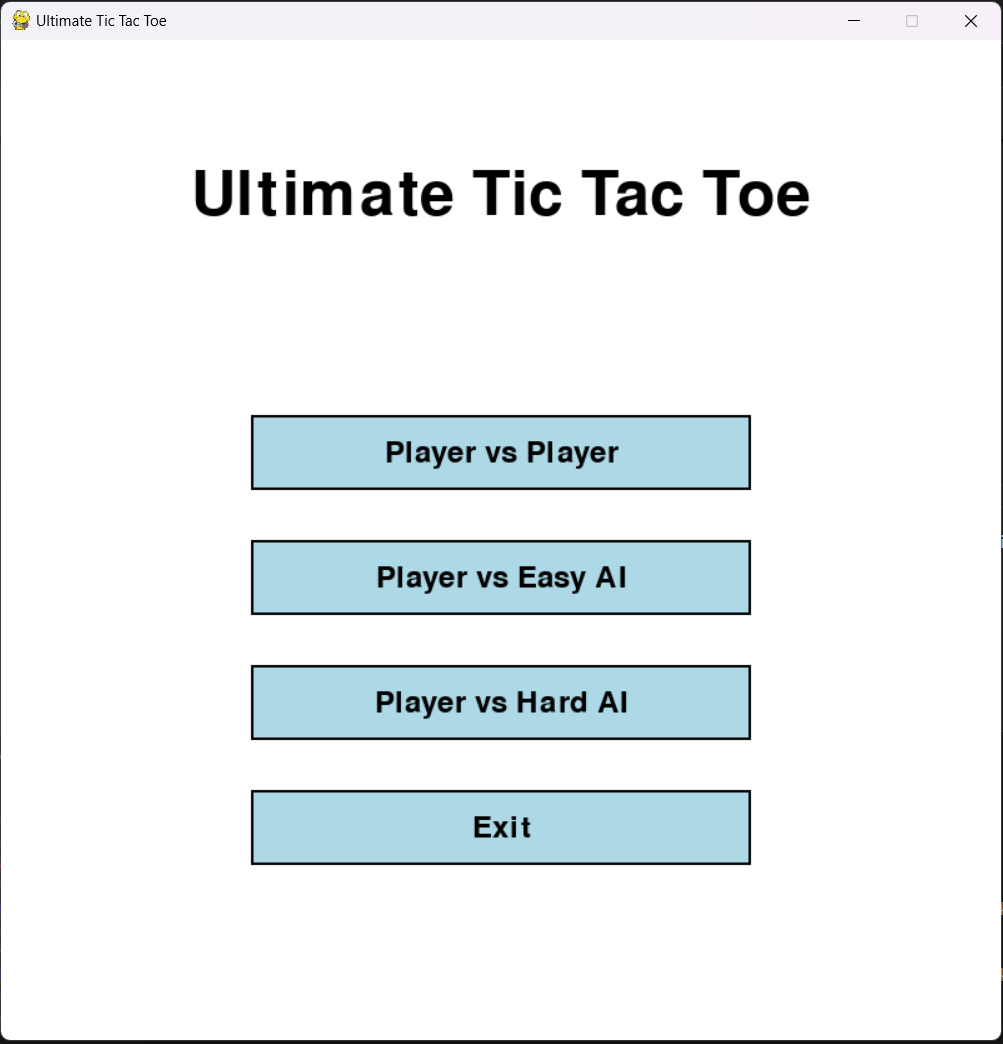 Ultimate Tic Tac Toe
Ultimate Tic Tac Toe
Player vs Player
Player vs Easy AI
Player vs Hard AI
Exit